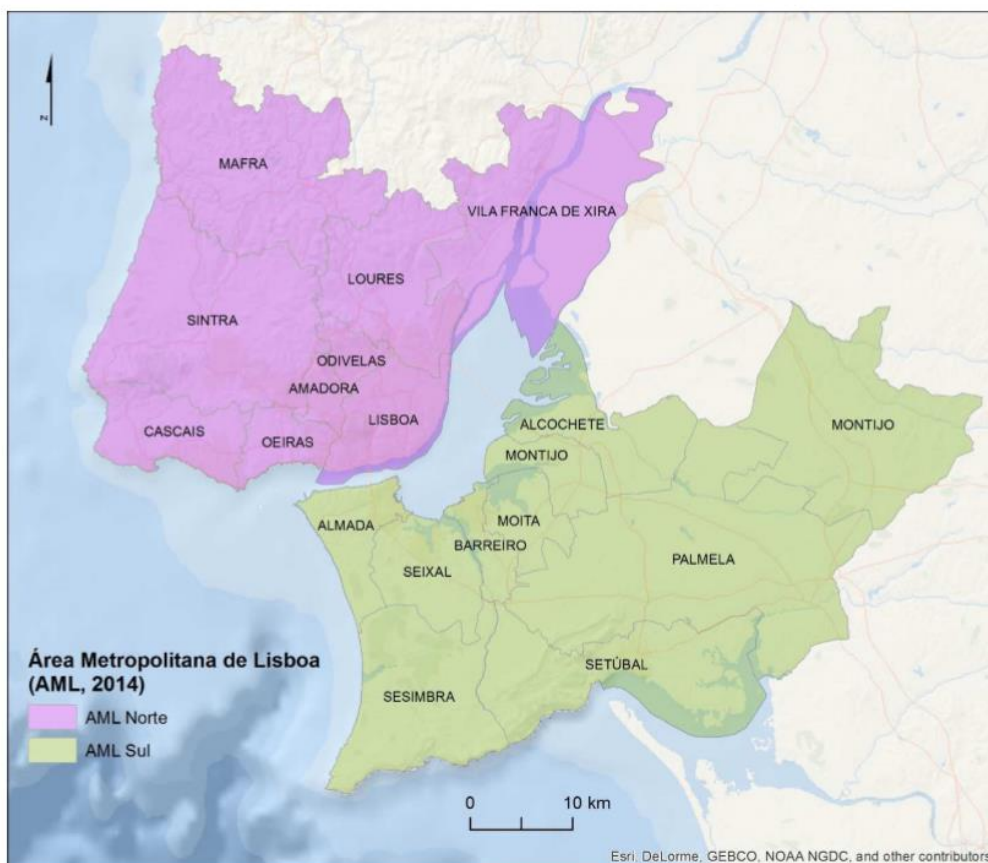 N
MAFRA
VILA FRANCA DE XIRA
LOURES
SINTRA
ODIVELAS
AMADORA
LISBOA
CASCAIS
OEIRAS
ALCOCHETE
MONTIJO
MONTIJO
ALMADA
MOITA
BARREIRO
SEIXAL
PALMELA
SETÚBAL
SESIMBRA
Área Metropolitana de Lisboa
(AML, 2014)
AML Norte
AML Sul
0 10 km
Esri, DeLorme, GEBCO, NOAA NGDC, and other contributors